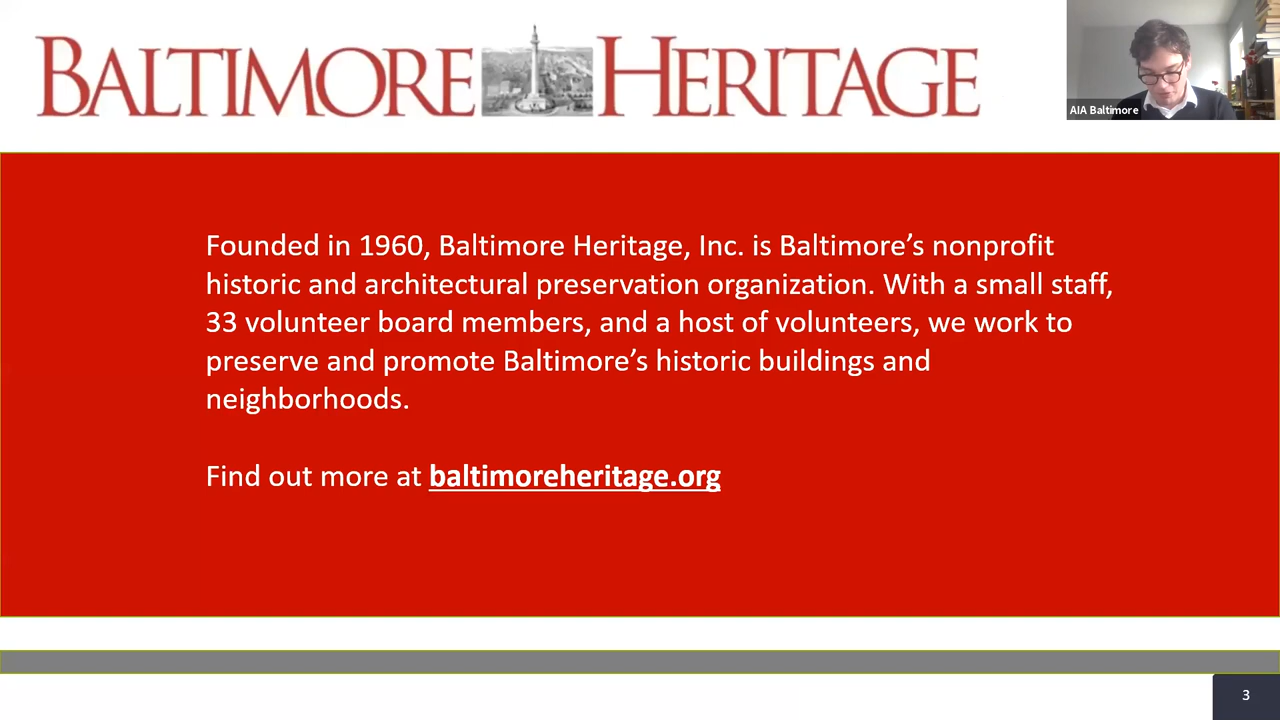 BALTIMORE HERITAGE
AIA Baltimore
Founded in 1960, Baltimore Heritage, Inc. is Baltimore’s nonprofit
historic and architectural preservation organization. With a small staff,
33 volunteer board members, and a host of volunteers, we work to
preserve and promote Baltimore’s historic buildings and
neighborhoods.
Find out more at baltimoreheritage.org
3